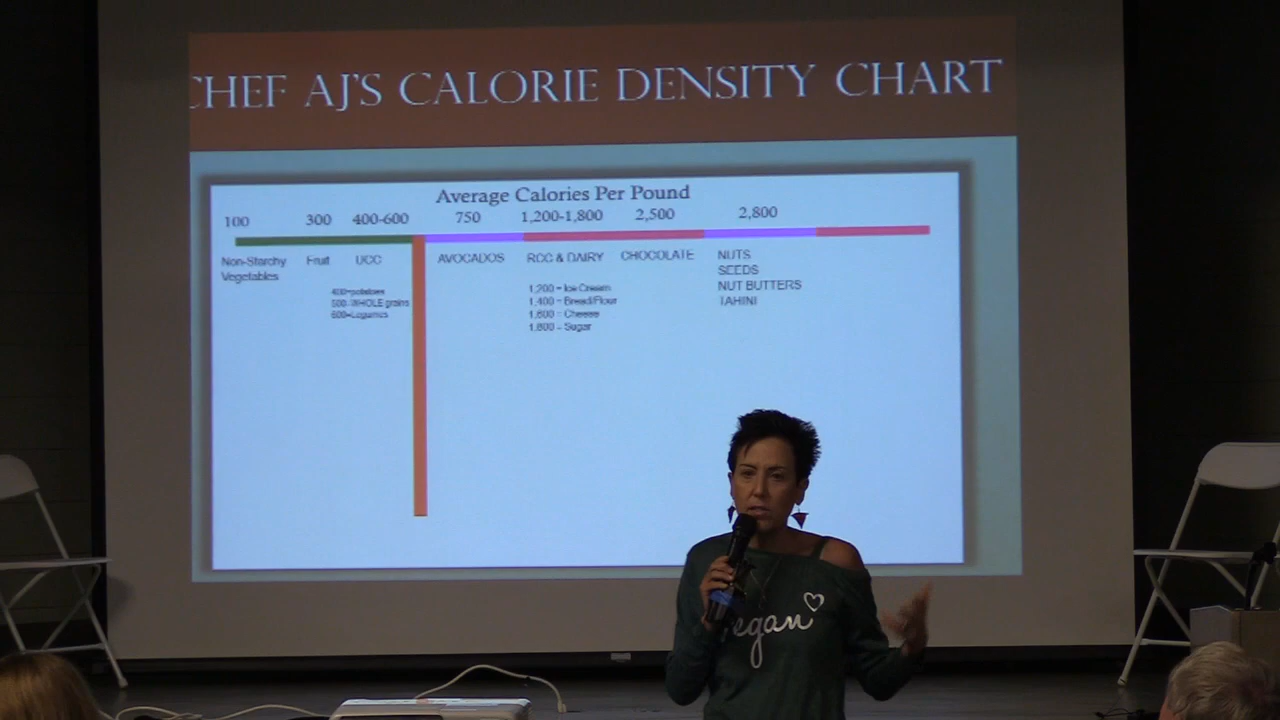 CHEF AJ'S CALORIE DENSITY CHART
Average Calories Per Pound
100 300 400-600 750 1,200-1,800 2,500 2,800
Non-Starchy Vegetables
Fruit
UCC
400=potatoes
500=WHOLE grains
600=Legumes
AVOCADOS
RCC & DAIRY
1,200 = Ice Cream
1,400 = Bread/Flour
1,600 = Cheese
1,800 = Sugar
CHOCOLATE
NUTS
SEEDS
NUT BUTTERS
TAHINI
egan